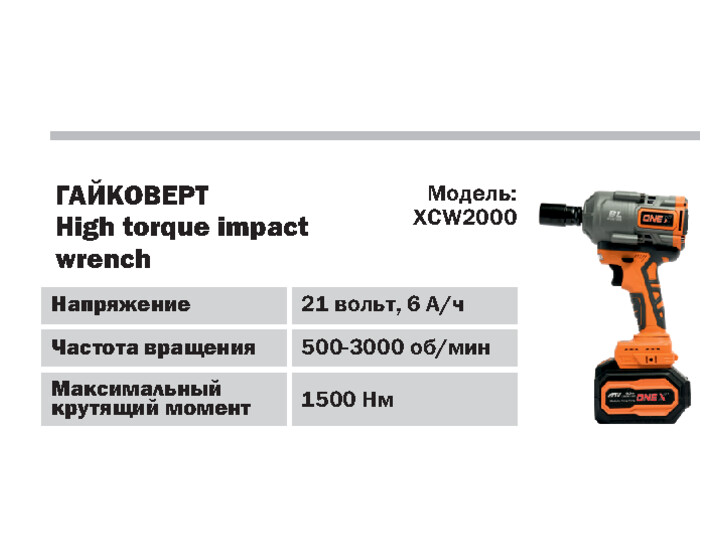 ГАЙКОВЕРТ
High torque impact
wrench
Модель:
XCW2000
Напряжение
21 вольт, 6 А/ч
Частота вращения
500-3000 об/мин
Максимальный
крутящий момент
1500 Нм
ONE X
ONE X